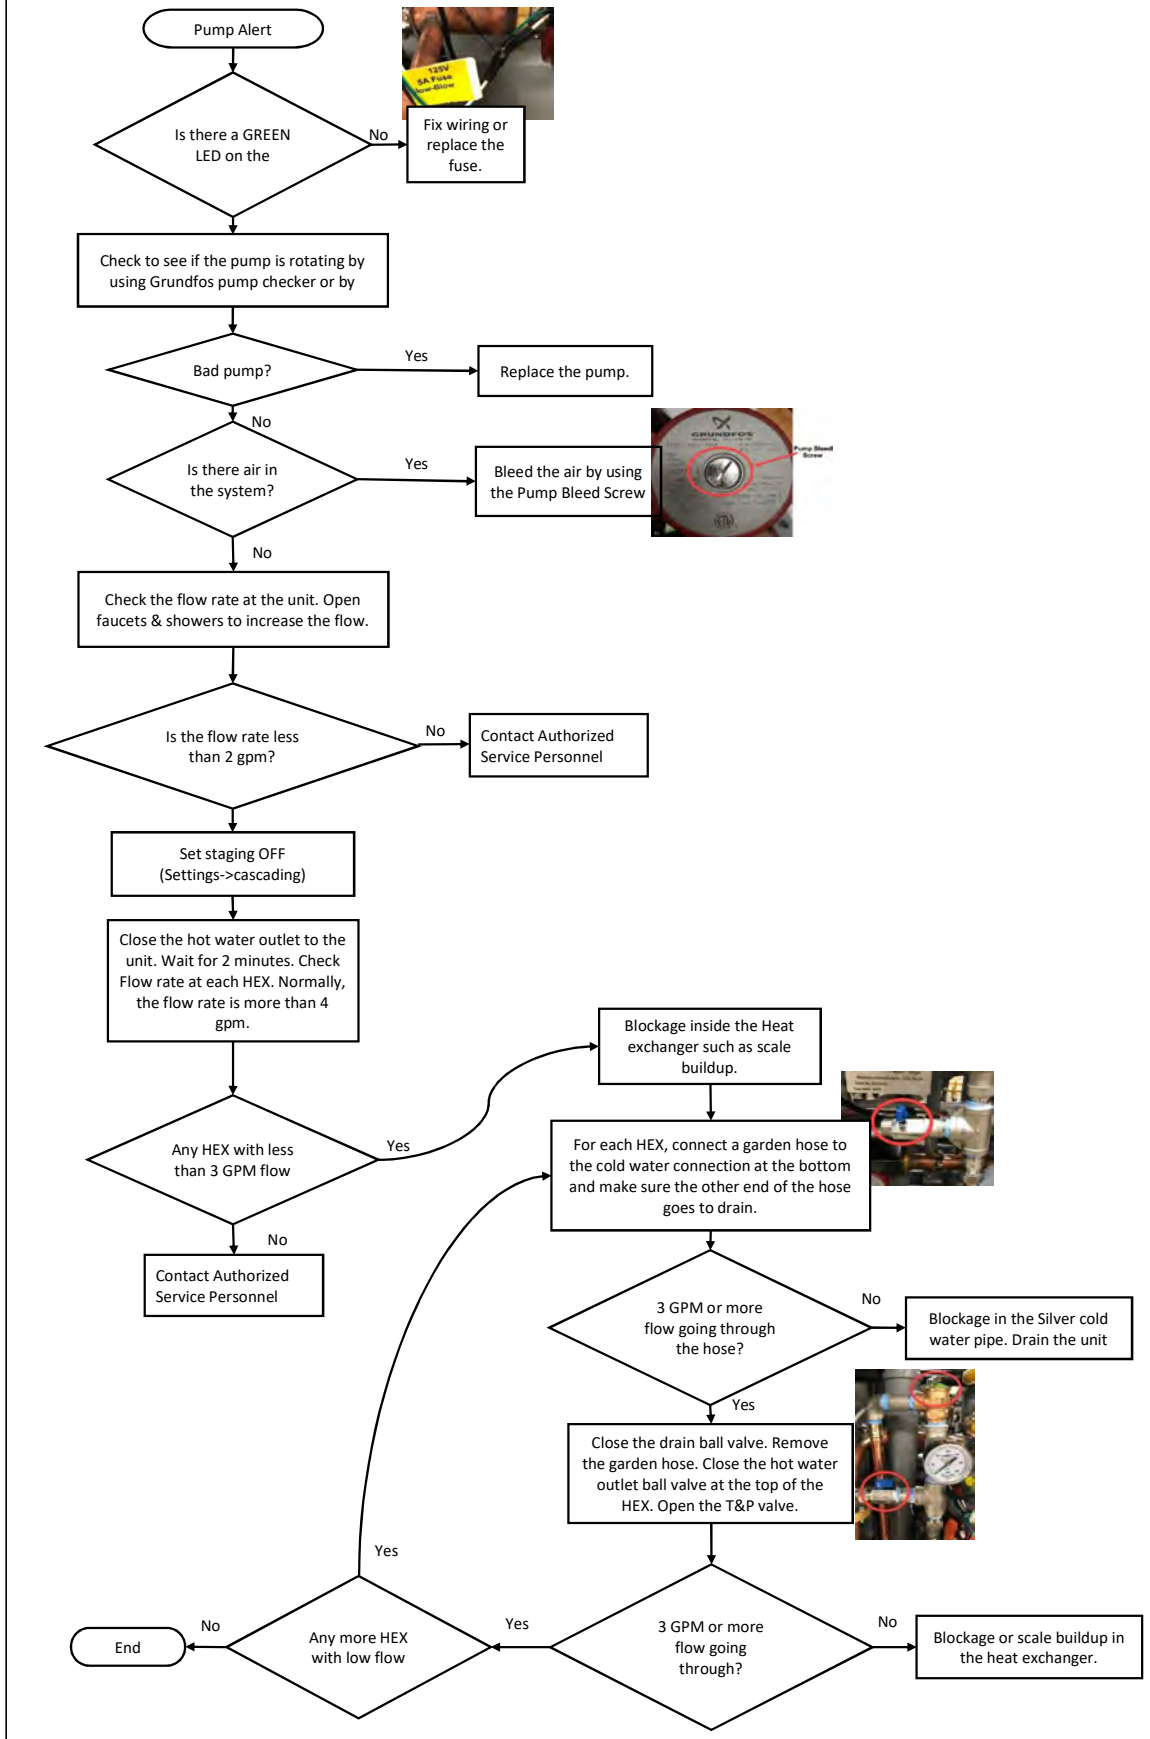 Pump Alert
125V
5A Fuse
low-Blow
Is there a GREEN
LED on the
No
Fix wiring or
replace the
fuse.
Check to see if the pump is rotating by
using Grundfos pump checker or by
Bad pump?
Yes
Replace the pump.
No
GRUNDFOS
Pump Bleed
Screw
Is there air in
the system?
Yes
Bleed the air by using
the Pump Bleed Screw
No
Check the flow rate at the unit. Open
faucets & showers to increase the flow.
Is the flow rate less
than 2 gpm?
No
Contact Authorized
Service Personnel
Set staging OFF
(Settings->cascading)
Close the hot water outlet to the
unit. Wait for 2 minutes. Check
Flow rate at each HEX. Normally,
the flow rate is more than 4
gpm.
Any HEX with less
than 3 GPM flow
Yes
No
Contact Authorized
Service Personnel
Blockage inside the Heat
exchanger such as scale
buildup.
For each HEX, connect a garden hose to
the cold water connection at the bottom
and make sure the other end of the hose
goes to drain.
3 GPM or more
flow going through
the hose?
No
Blockage in the Silver cold
water pipe. Drain the unit
Yes
Close the drain ball valve. Remove
the garden hose. Close the hot water
outlet ball valve at the top of the
HEX. Open the T&P valve.
3 GPM or more
flow going
through?
No
Blockage or scale buildup in
the heat exchanger.
Yes
Any more HEX
with low flow
Yes
No
End